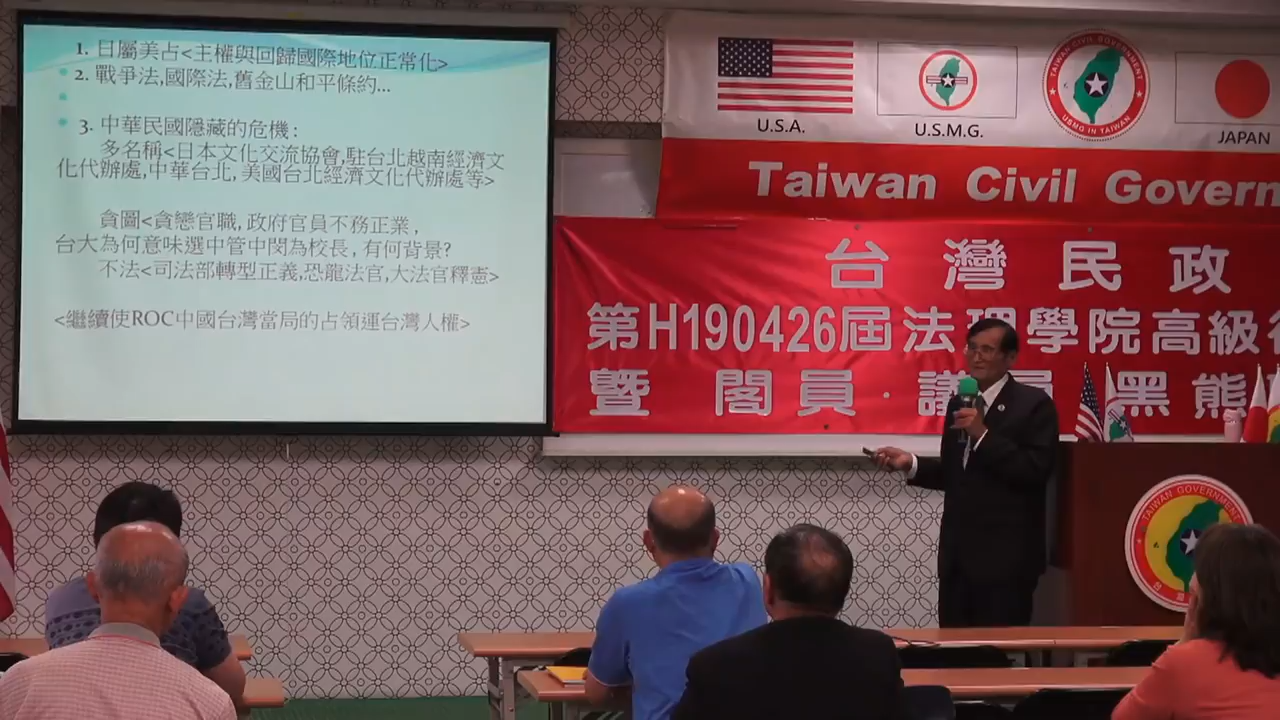 1. 日屬美占<主權與回歸國際地位正常化>
2. 戰爭法,國際法,舊金山和平條約...
3. 中華民國隱藏的危機:
多名稱<日本文化交流協會,駐台北越南經濟文
化代辦處,中華台北, 美國台北經濟文化代辦處等>
貪圖<貪戀官職, 政府官員不務正業,
台大為何意味選中管中閔為校長, 有何背景?
不法<司法部轉型正義,恐龍法官,大法官釋憲>
<繼續使ROC中國台灣當局的占領運台灣人權>
U.S.A.
U.S.M.G.
TAIWAN CIVIL GOVERNMENT
USMG IN TAIWAN
JAPAN
Taiwan Civil Govern
台灣民政
第H190426屆法理學院高級
暨 閣員·議員 黑熊
TAIWAN GOVERNMENT